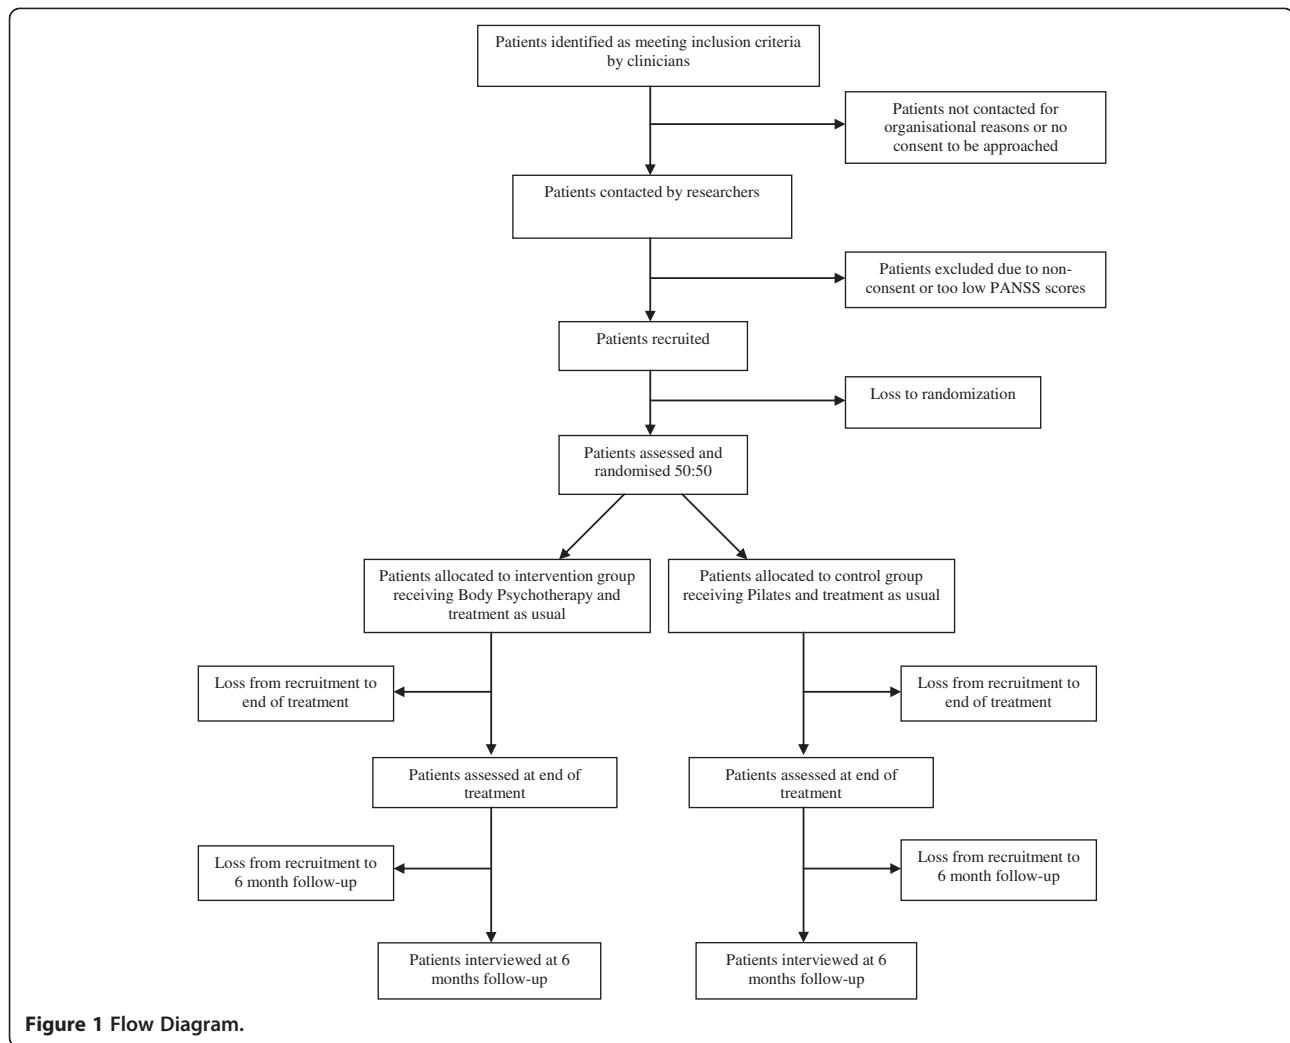 Patients identified as meeting inclusion criteria
by clinicians
Patients not contacted for
organisational reasons or no
consent to be approached
Patients contacted by researchers
Patients excluded due to non-
consent or too low PANSS scores
Patients recruited
Loss to randomization
Patients assessed and
randomised 50:50
Patients allocated to intervention group
receiving Body Psychotherapy and
treatment as usual
Patients allocated to control group
receiving Pilates and treatment as usual
Loss from recruitment to
end of treatment
Loss from recruitment to
end of treatment
Patients assessed at end of
treatment
Patients assessed at end of
treatment
Loss from recruitment to
6 month follow-up
Loss from recruitment to
6 month follow-up
Patients interviewed at 6
months follow-up
Patients interviewed at 6
months follow-up
Figure 1 Flow Diagram.